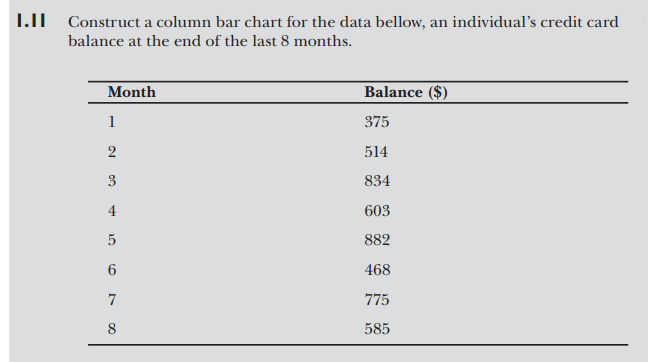 1.11 Construct a column bar chart for the data bellow, an individual's credit card
balance at the end of the last 8 months.
Month Balance ($)
1 375
2 514
3 834
4 603
5 882
6 468
7 775
8 585